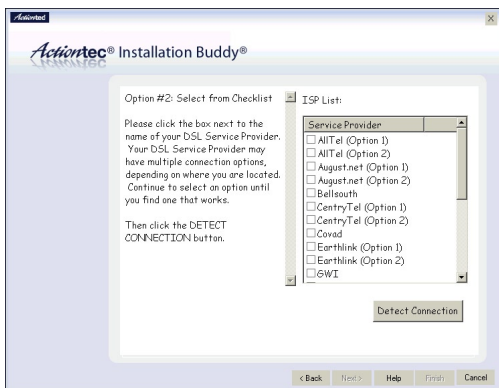 Actiontec
Actiontec® Installation Buddy®
Option #2: Select from Checklist
Please click the box next to the
name of your DSL Service Provider.
Your DSL Service Provider may
have multiple connection options,
depending on where you are located.
Continue to select an option until
you find one that works.
Then click the DETECT
CONNECTION button.
ISP List:
Service Provider
AllTel (Option 1)
AllTel (Option 2)
August.net (Option 1)
August.net (Option 2)
Bellsouth
CentryTel (Option 1)
CentryTel (Option 2)
Covad
Earthlink (Option 1)
Earthlink (Option 2)
GWI
Detect Connection
< Back Next > Help Finish Cancel